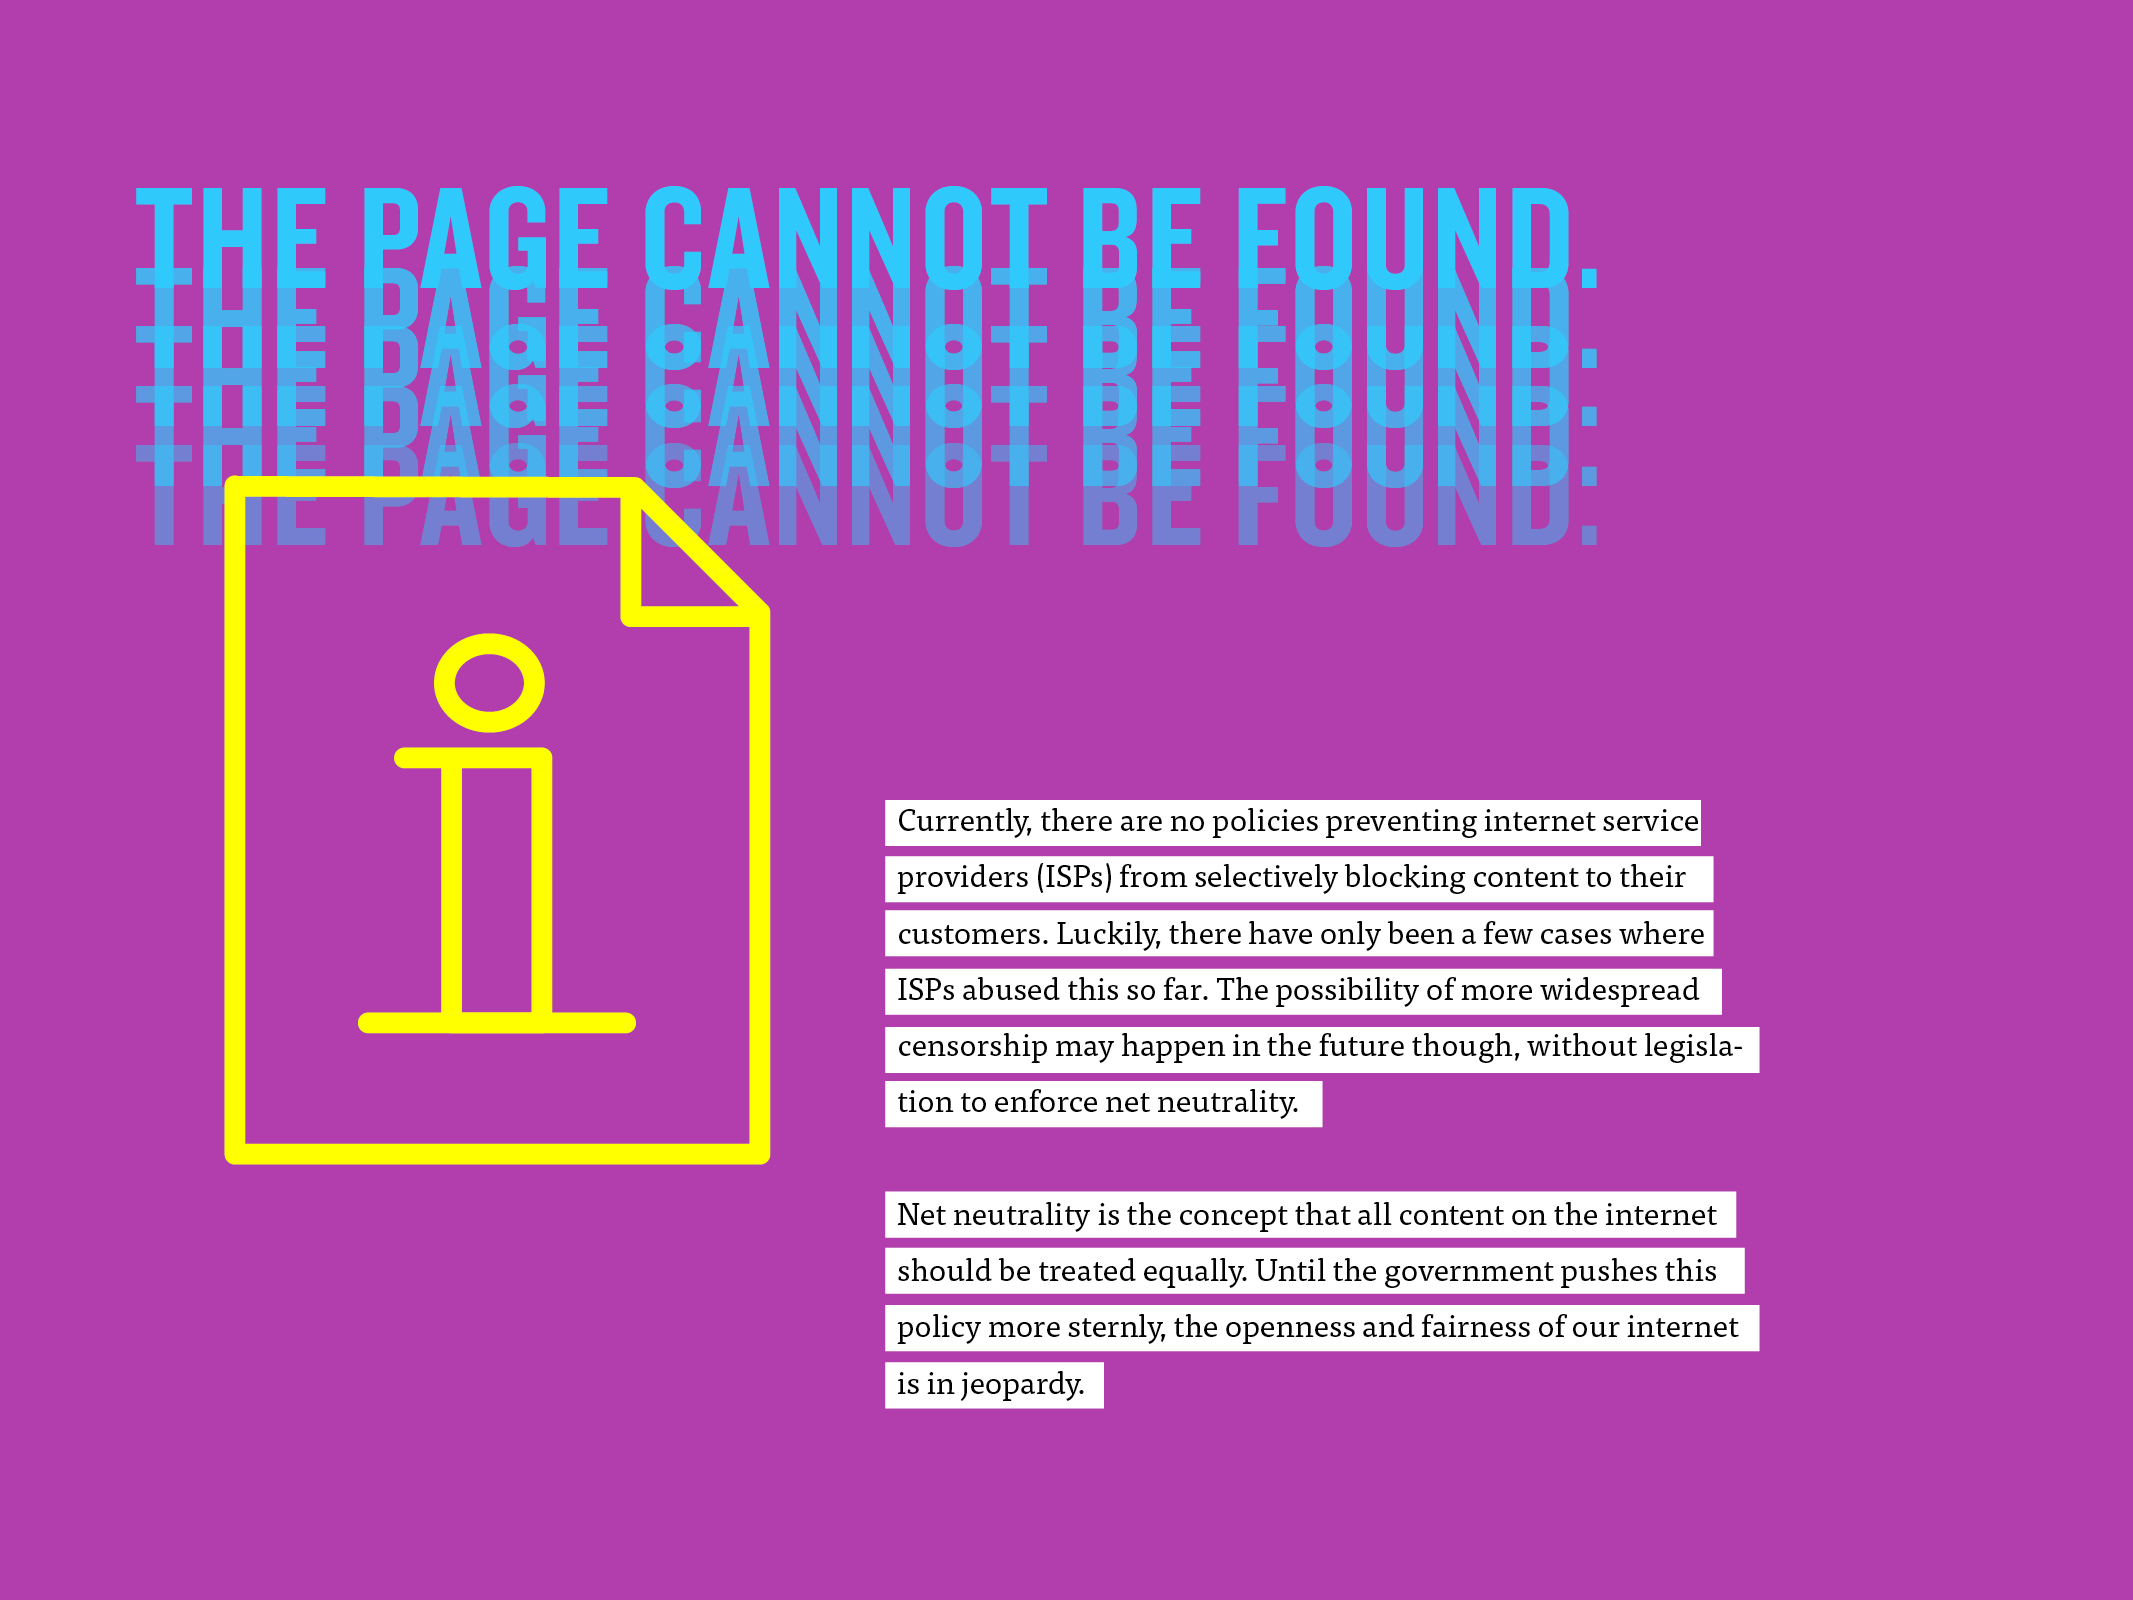 THE PAGE CANNOT BE FOUND.
THE PAGE CANNOT BE FOUND.
THE PAGE CANNOT BE FOUND.
THE PAGE CANNOT BE FOUND.
THE PAGE CANNOT BE FOUND.
i
Currently, there are no policies preventing internet service
providers (ISPs) from selectively blocking content to their
customers. Luckily, there have only been a few cases where
ISPs abused this so far. The possibility of more widespread
censorship may happen in the future though, without legisla-
tion to enforce net neutrality.
Net neutrality is the concept that all content on the internet
should be treated equally. Until the government pushes this
policy more sternly, the openness and fairness of our internet
is in jeopardy.